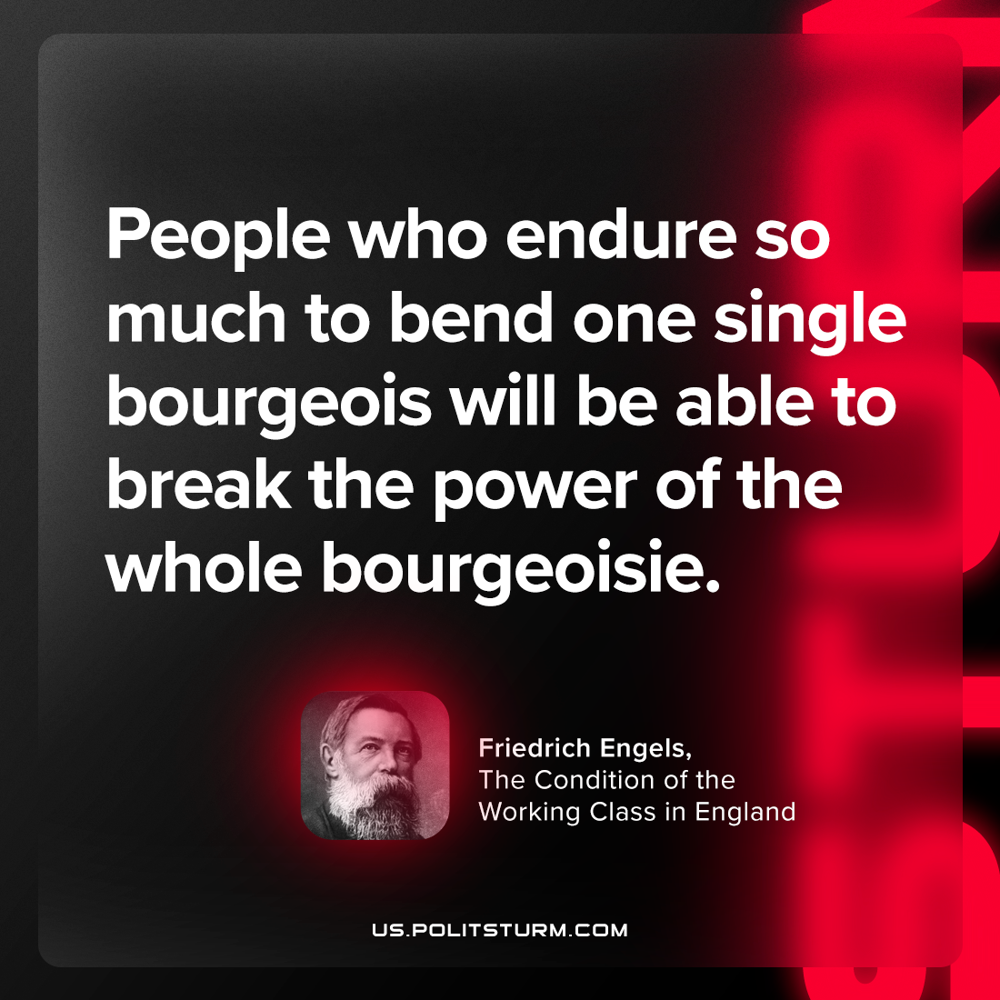 People who endure so
much to bend one single
bourgeois will be able to
break the power of the
whole bourgeoisie.
Friedrich Engels,
The Condition of the
Working Class in England
US.POLITSTURM.COM